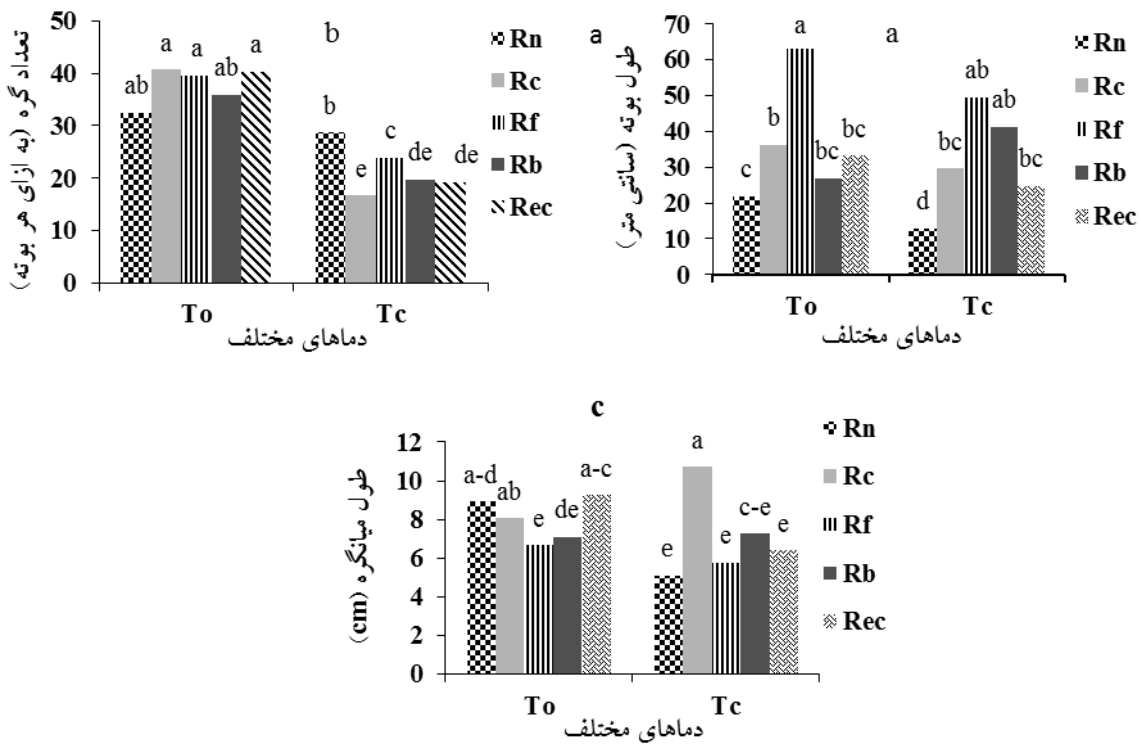 تعداد گره (به ازای هر بوته)
50
40
30
20
10
0
b
ab
a
a
ab
a
b
e
c
de
de
To
Tc
دماهای مختلف
Rn
Rc
Rf
Rb
Rec
a
طول بوته (سانتی متر)
70
60
50
40
30
20
10
0
a
c
b
a
bc
bc
d
bc
ab
ab
bc
To
Tc
دماهای مختلف
Rn
Rc
Rf
Rb
Rec
c
طول میانگره (cm)
12
10
8
6
4
2
0
a-d
ab
e
de
a-c
e
a
e
c-e
e
To
Tc
دماهای مختلف
Rn
Rc
Rf
Rb
Rec